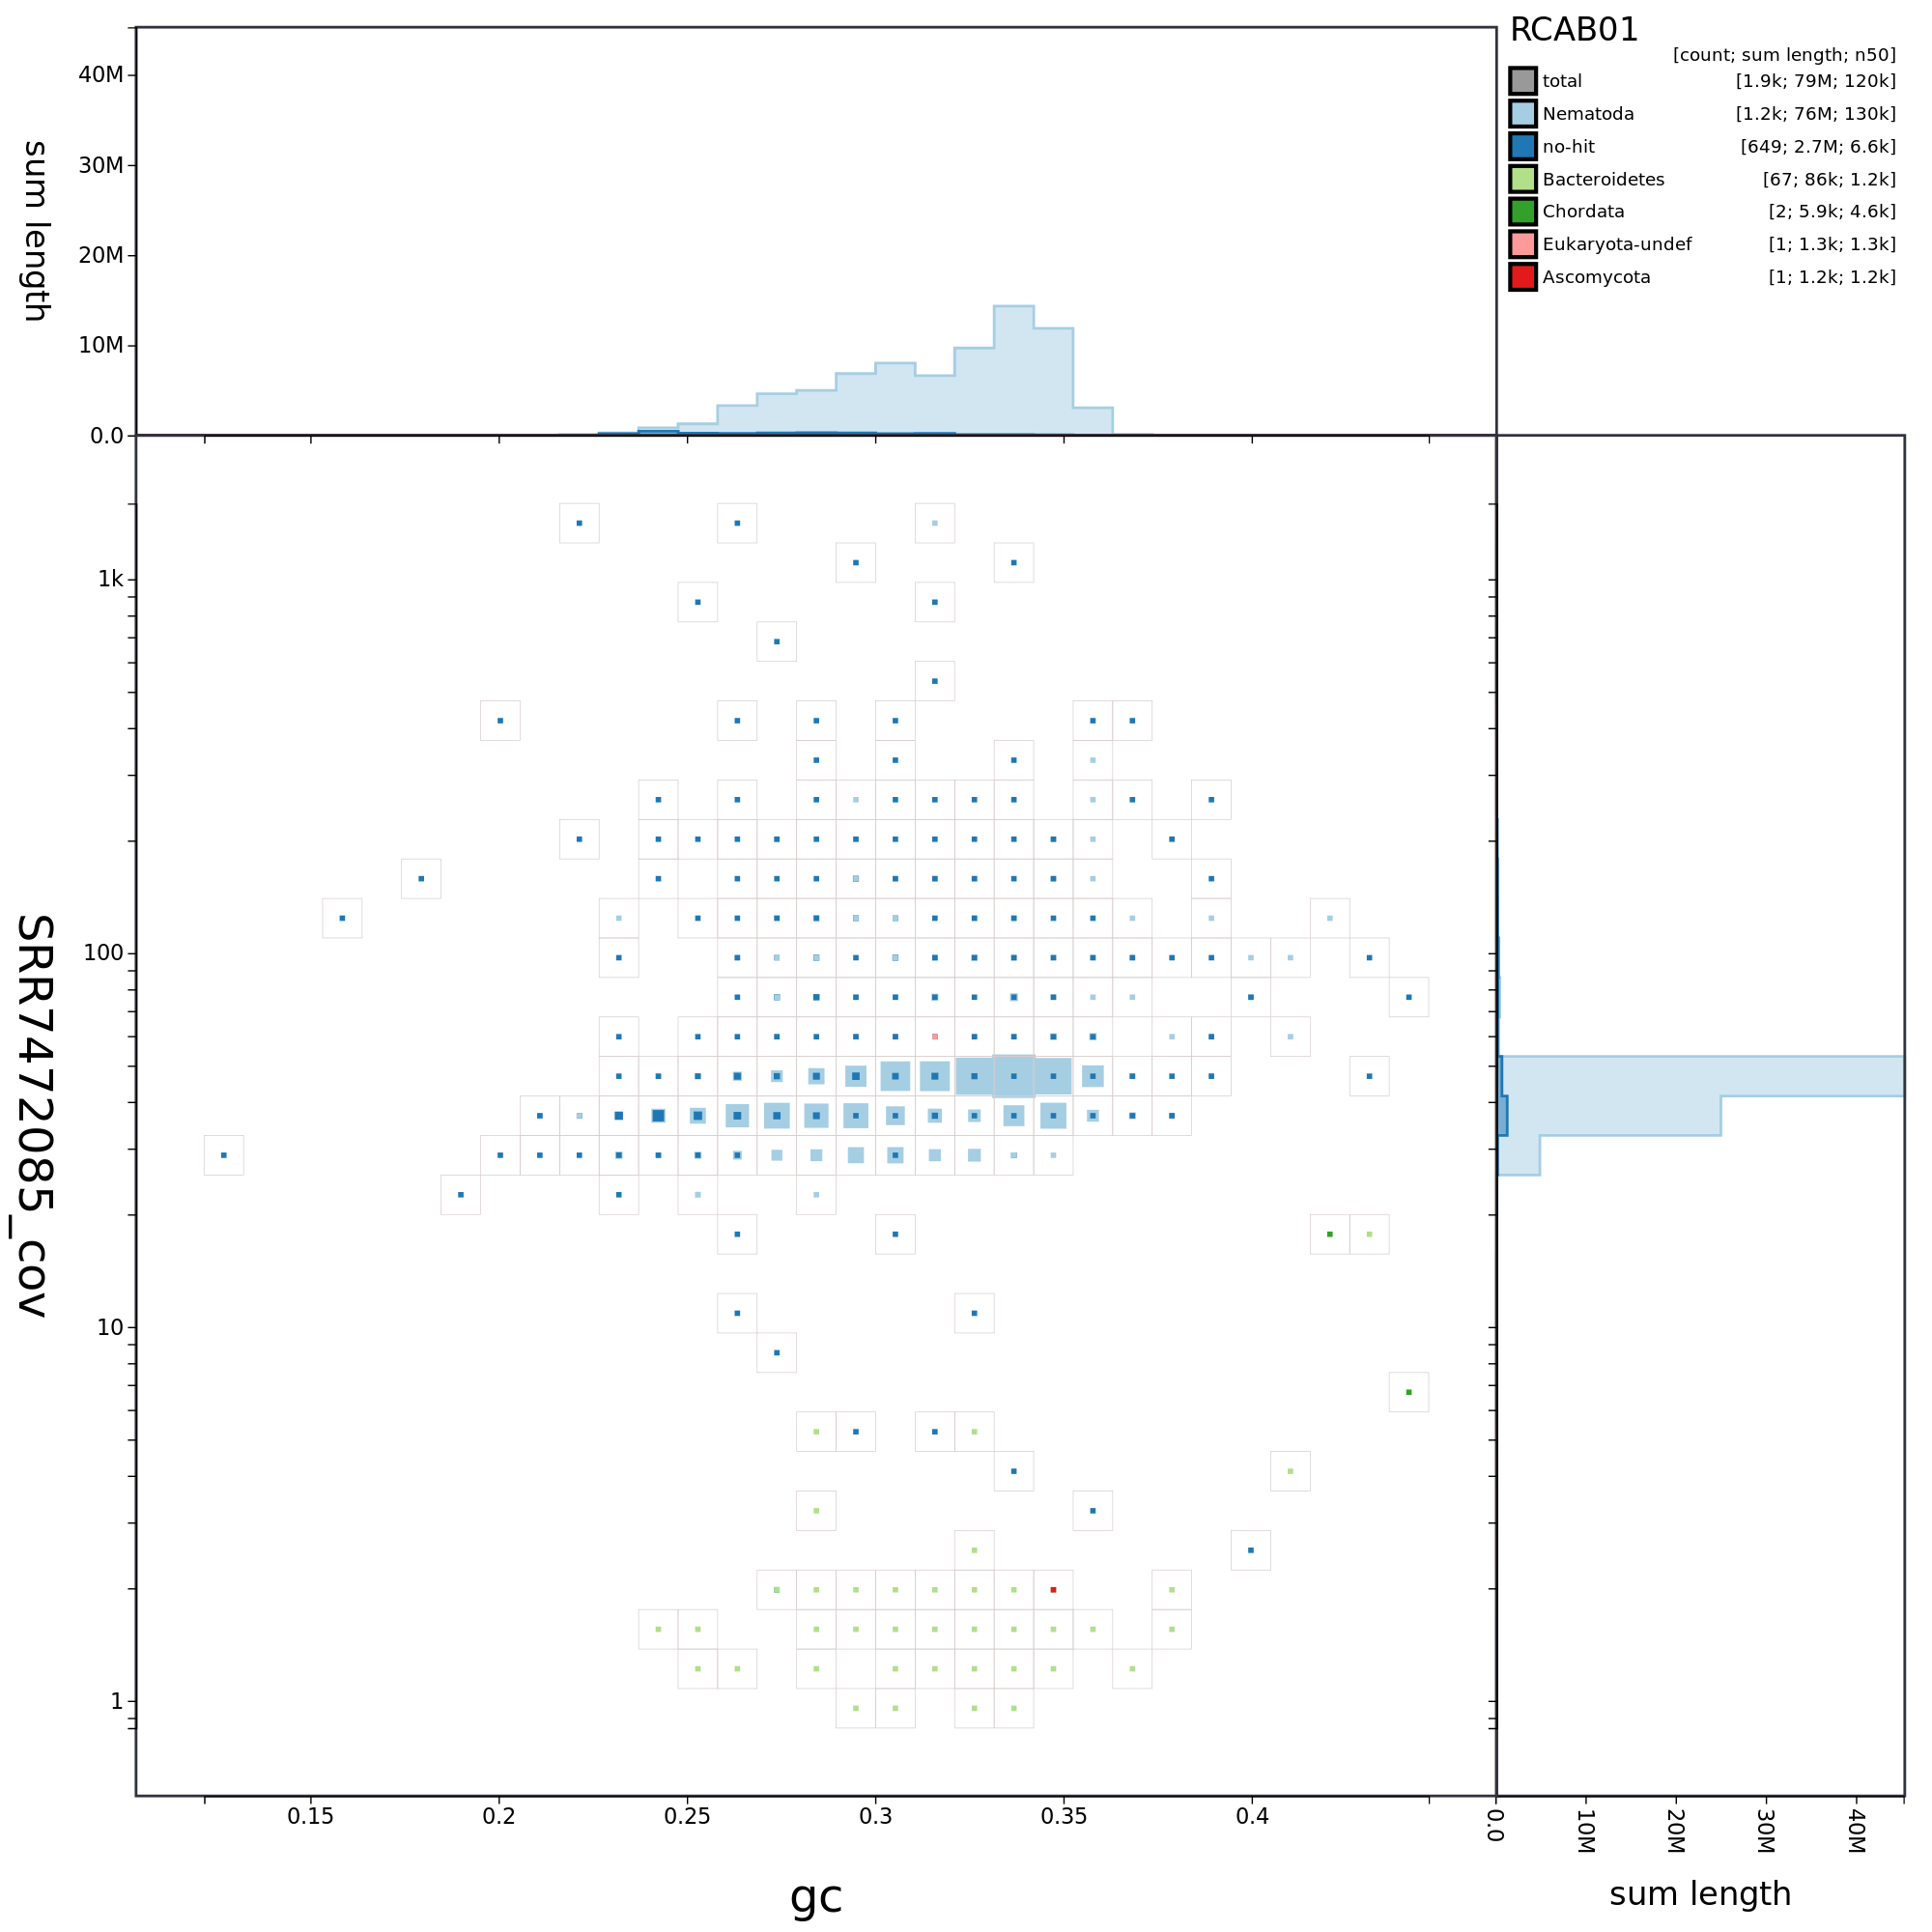 RCAB01
[count; sum length; n50]
total [1.9k; 79M; 120k]
Nematoda [1.2k; 76M; 130k]
no-hit [649; 2.7M; 6.6k]
Bacteroidetes [67; 86k; 1.2k]
Chordata [2; 5.9k; 4.6k]
Eukaryota-undef [1; 1.3k; 1.3k]
Ascomycota [1; 1.2k; 1.2k]
sum length
40M
30M
20M
10M
0.0
SRR7472085_cov
1k
100
10
1
0.15 0.2 0.25 0.3 0.35 0.4
gc
0.0 10M 20M 30M 40M
sum length